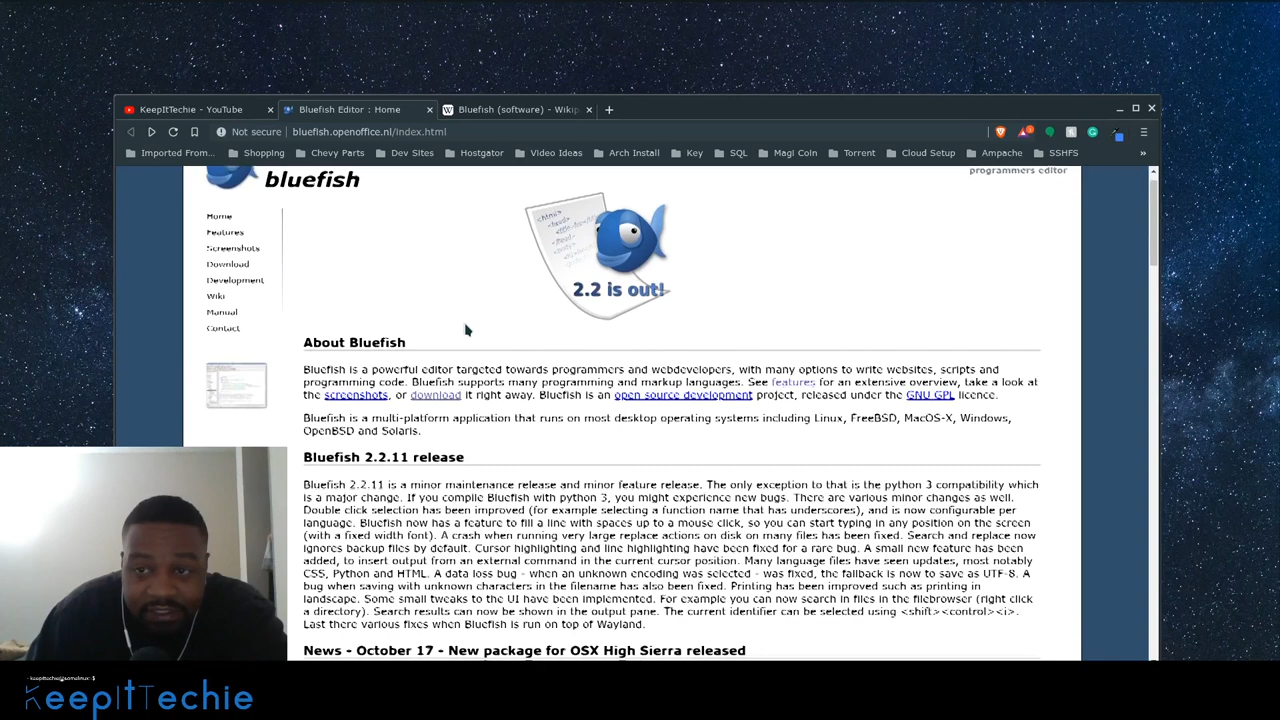 KeepItTechie - YouTube
Bluefish Editor : Home
Bluefish (software) - Wikip
Not secure
bluefish.openoffice.nl/index.html
Imported From...
Shopping
Chevy Parts
Dev Sites
Hostgator
Video Ideas
Arch Install
Key
SQL
Magi Coin
Torrent
Cloud Setup
Ampache
SSHFS
bluefish
programmers editor
Home
Features
Screenshots
Download
Development
Wiki
Manual
Contact
2.2 is out!
About Bluefish
Bluefish is a powerful editor targeted towards programmers and webdevelopers, with many options to write websites, scripts and
programming code. Bluefish supports many programming and markup languages. See features for an extensive overview, take a look at
the screenshots, or download it right away. Bluefish is an open source development project, released under the GNU GPL licence.
Bluefish is a multi-platform application that runs on most desktop operating systems including Linux, FreeBSD, MacOS-X, Windows,
OpenBSD and Solaris.
Bluefish 2.2.11 release
Bluefish 2.2.11 is a minor maintenance release and minor feature release. The only exception to that is the python 3 compatibility which
is a major change. If you compile Bluefish with python 3, you might experience new bugs. There are various minor changes as well.
Double click selection has been improved (for example selecting a function name that has underscores), and is now configurable per
language. Bluefish now has a feature to fill a line with spaces up to a mouse click, so you can start typing in any position on the screen
(with a fixed width font). A crash when running very large replace actions on disk on many files has been fixed. Search and replace now
ignores backup files by default. Cursor highlighting and line highlighting have been fixed for a rare bug. A small new feature has been
added, to insert output from an external command in the current cursor position. Many language files have seen updates, most notably
CSS, Python and HTML. A data loss bug - when an unknown encoding was selected - was fixed, the fallback is now to save as UTF-8. A
bug when saving with unknown characters in the filename has also been fixed. Printing has been improved such as printing in
landscape. Some small tweaks to the UI have been implemented. For example you can now search in files in the filebrowser (right click
a directory). Search results can now be shown in the output pane. The current identifier can be selected using <shift><control><i>.
Last there various fixes when Bluefish is run on top of Wayland.
News - October 17 - New package for OSX High Sierra released
KeepItTechie